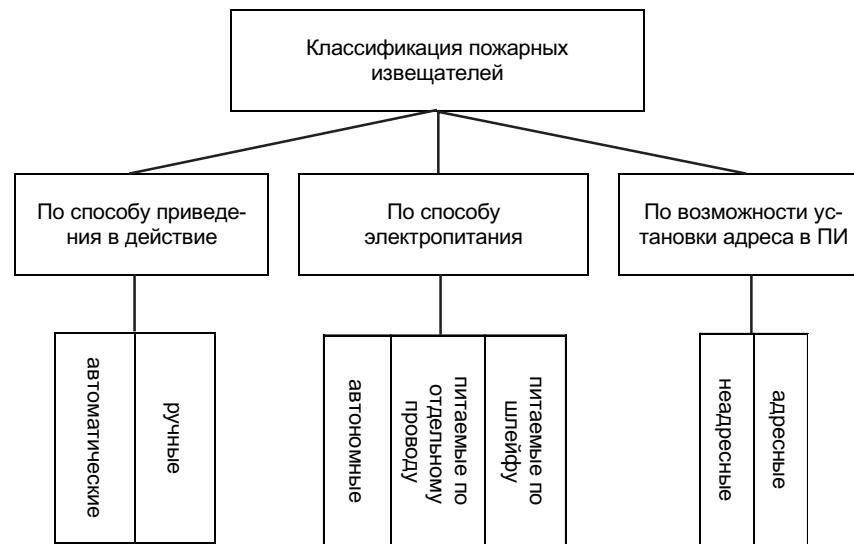 Классификация пожарных
извещателей
По способу приведе-
ния в действие
По способу
электропитания
По возможности ус-
тановки адреса в ПИ
автоматические
ручные
автономные
питаемые по
отдельному
проводу
питаемые по
шлейфу
неадресные
адресные